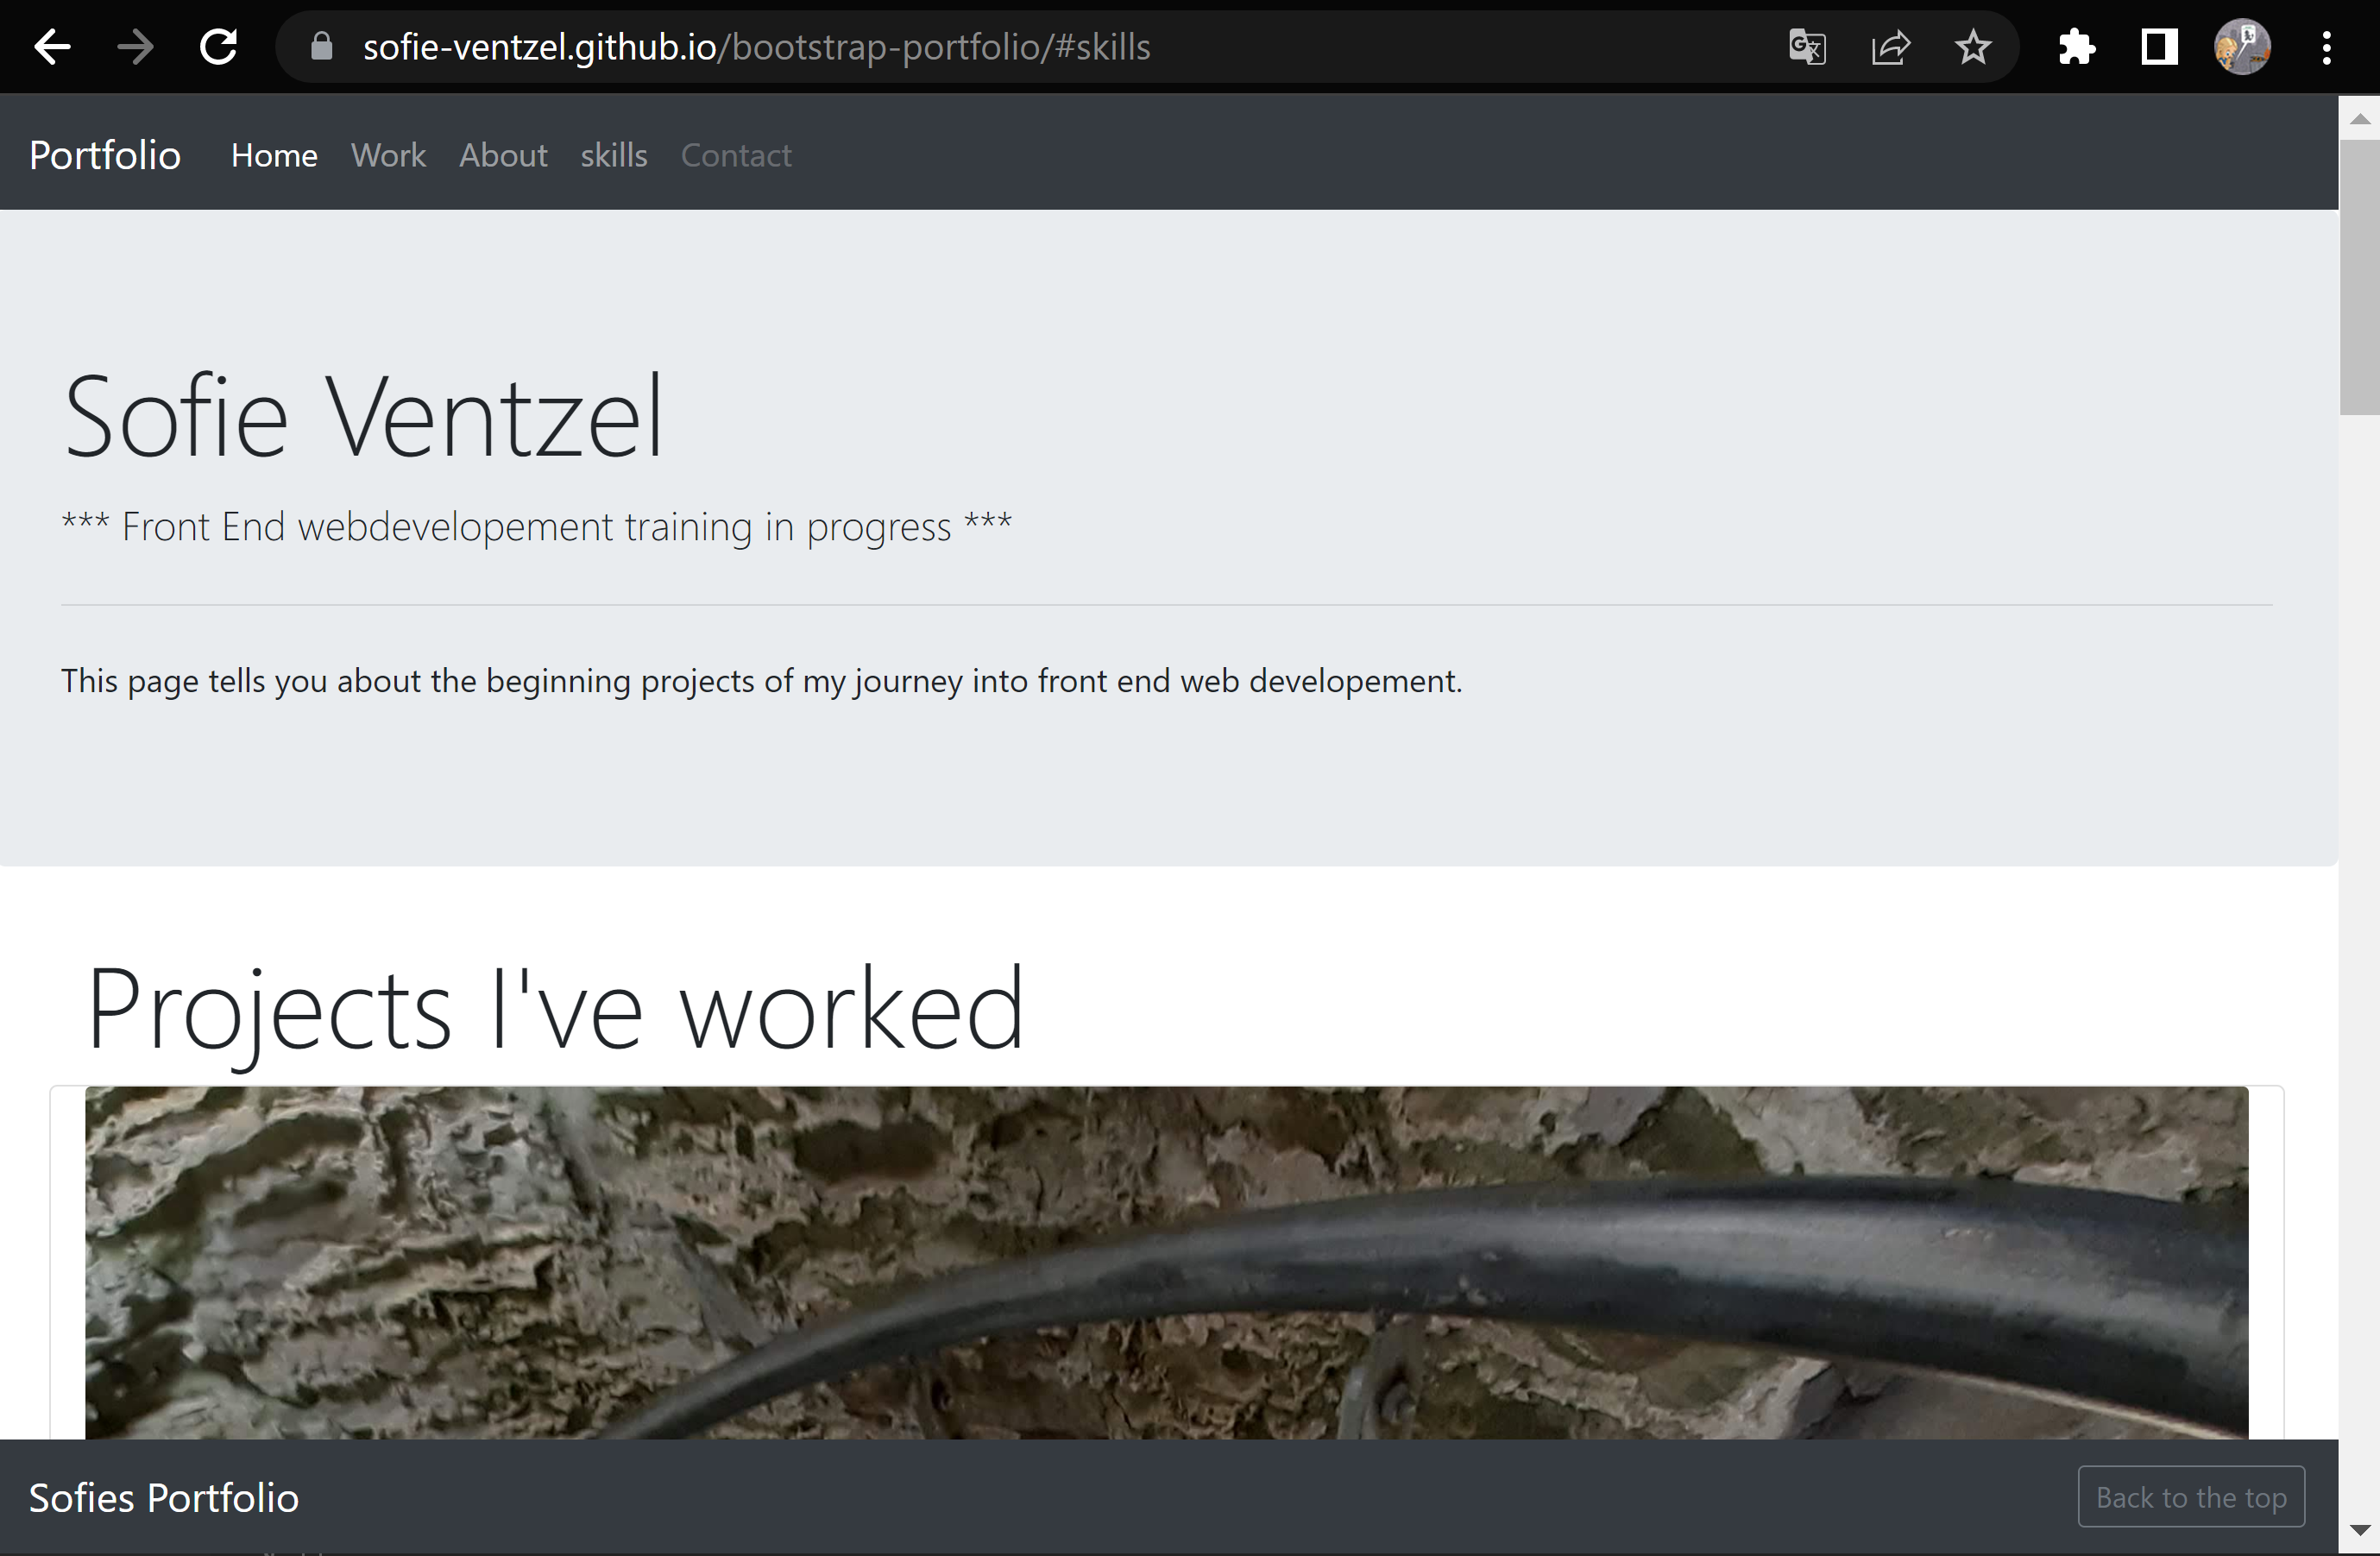 sofie-ventzel.github.io/bootstrap-portfolio/#skills
Portfolio Home Work About skills Contact
Sofie Ventzel
*** Front End webdevelopement training in progress ***
This page tells you about the beginning projects of my journey into front end web developement.
Projects I've worked
Sofies Portfolio Back to the top